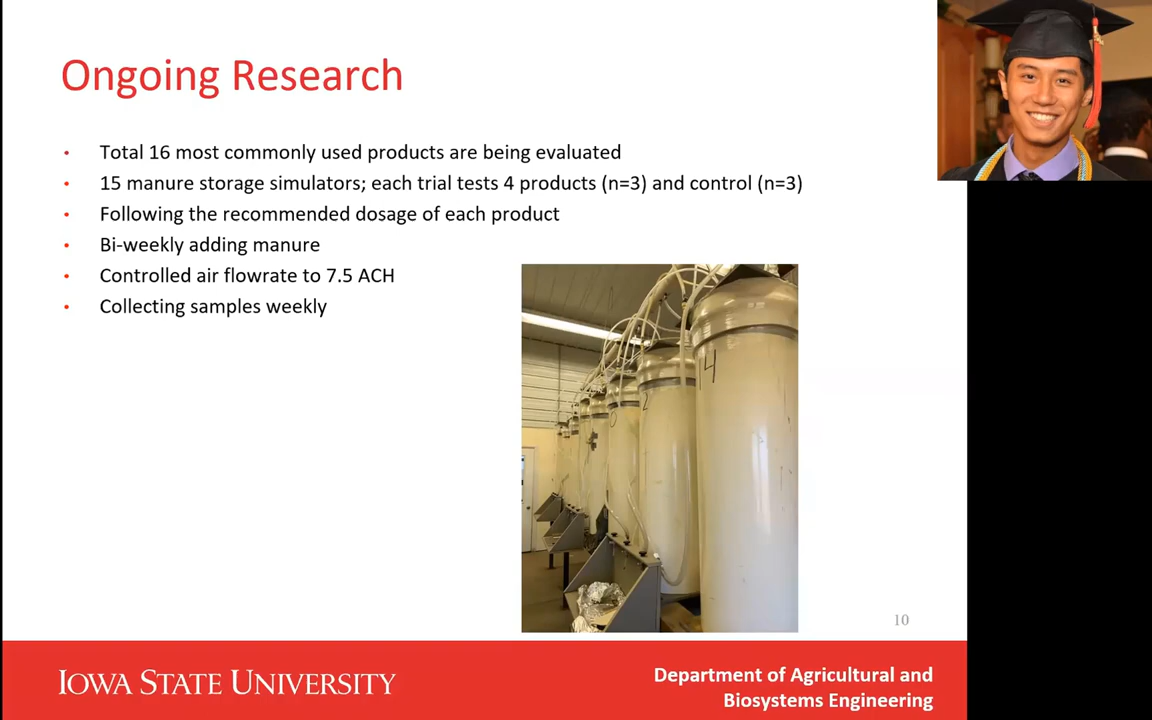 Ongoing Research
• Total 16 most commonly used products are being evaluated
• 15 manure storage simulators; each trial tests 4 products (n=3) and control (n=3)
• Following the recommended dosage of each product
• Bi-weekly adding manure
• Controlled air flowrate to 7.5 ACH
• Collecting samples weekly
4
2
10
IOWA STATE UNIVERSITY
Department of Agricultural and
Biosystems Engineering